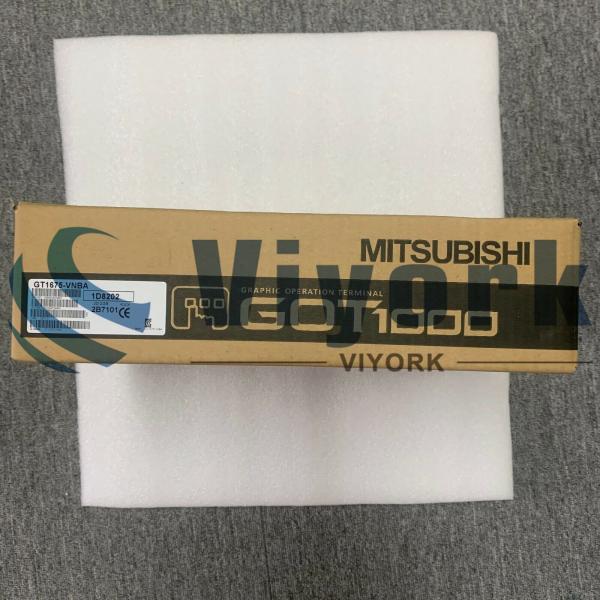 MITSUBISHI
GT1675-VNBA
1D8202
2B7101 CE
GRAPHIC OPERATION TERMINAL
GOT1000
Viyork
VIYORK